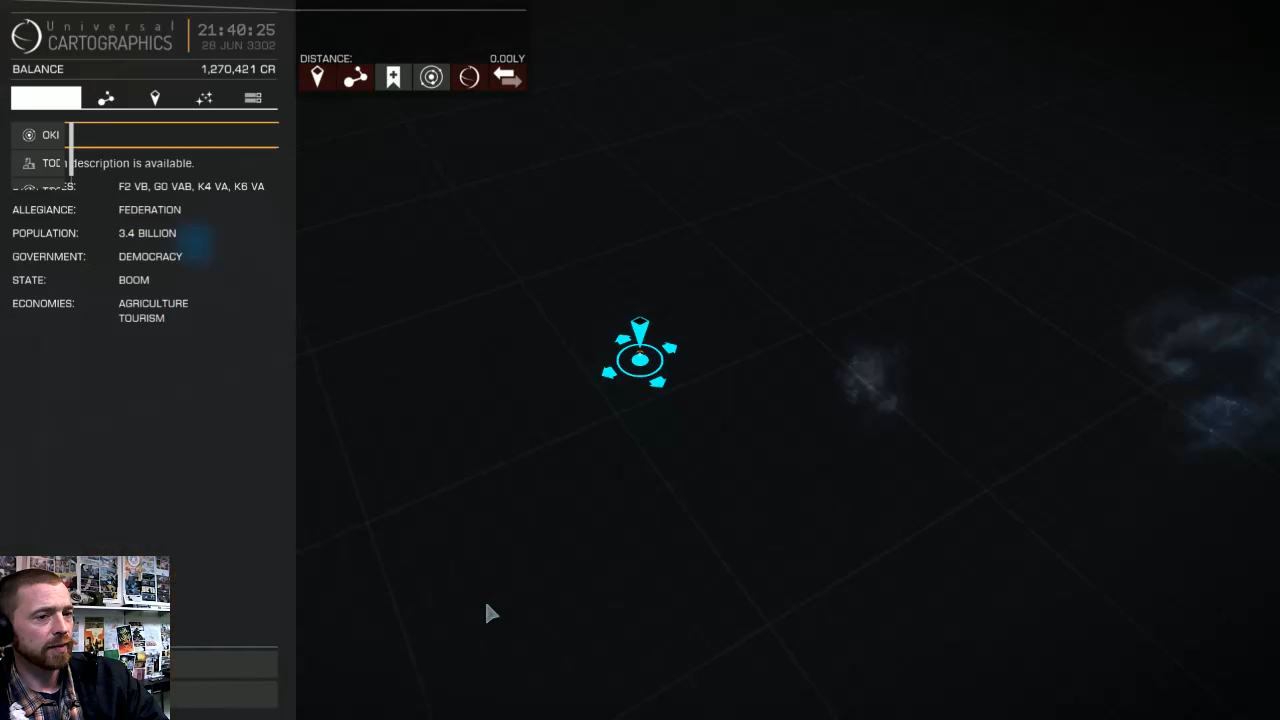 Universal
CARTOGRAPHICS
21:40:25
28 JUN 3302
BALANCE 1,270,421 CR
DISTANCE: 0.00LY
description is available.
F2 VB, G0 VAB, K4 VA, K6 VA
ALLEGIANCE: FEDERATION
POPULATION: 3.4 BILLION
GOVERNMENT: DEMOCRACY
STATE: BOOM
ECONOMIES: AGRICULTURE
TOURISM